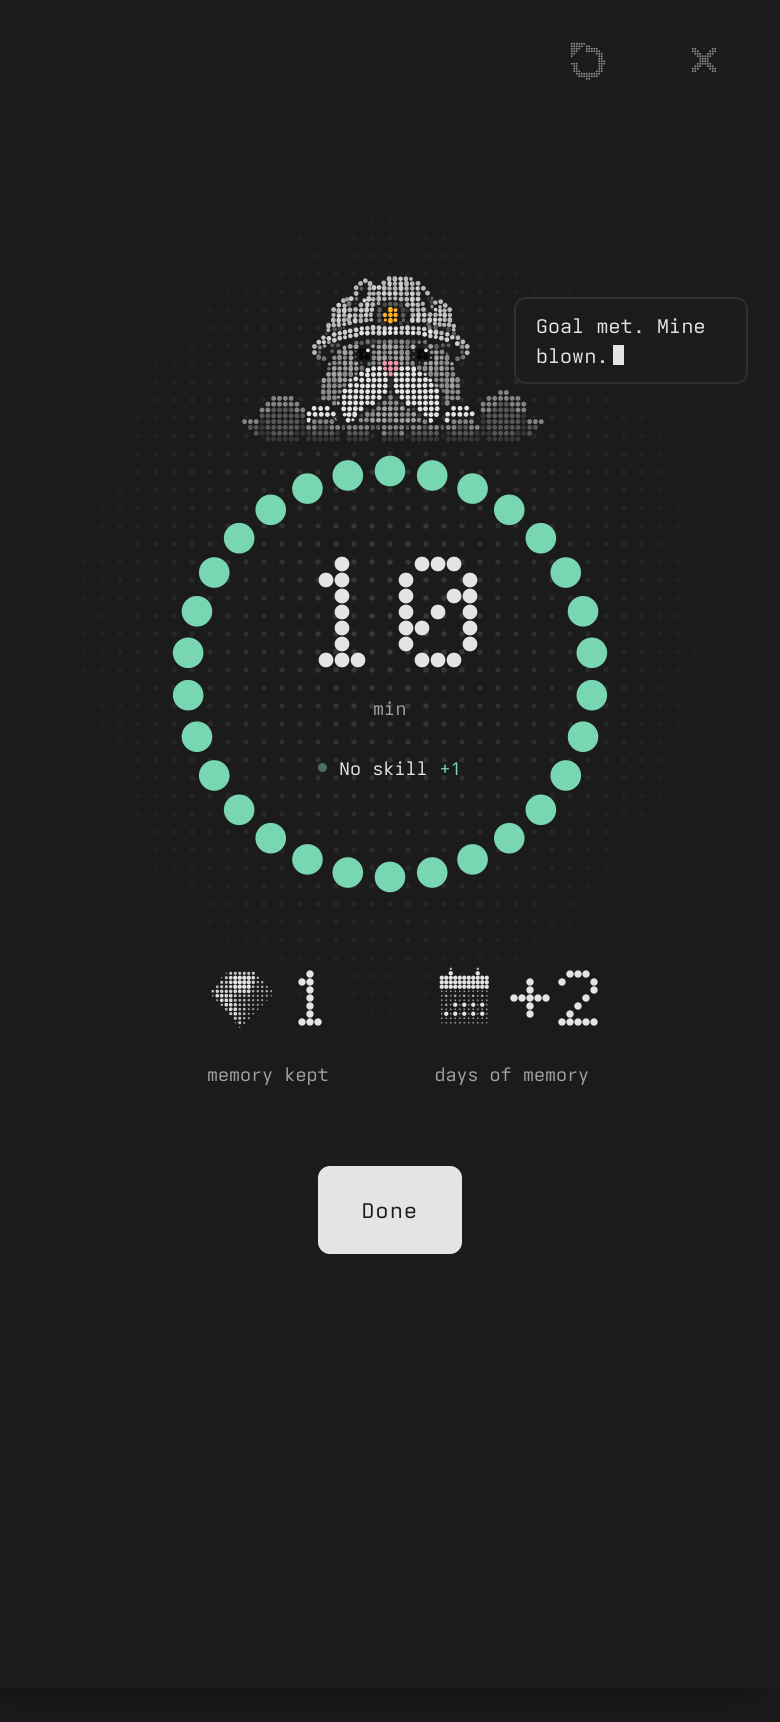 Goal met. Mine
blown.
10
min
No skill +1
1
+2
memory kept
days of memory
Done